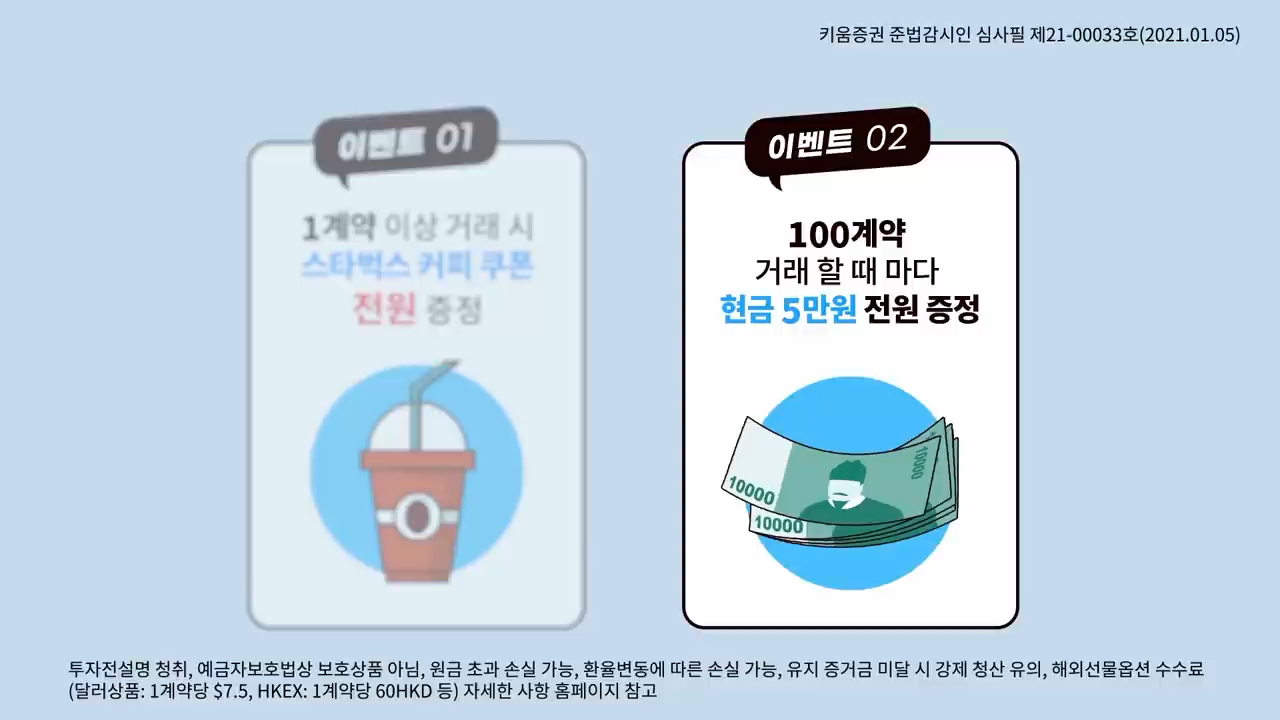 키움증권 준법감시인 심사필 제21-00033호(2021.01.05)
이벤트 01
1계약 이상 거래 시
스타벅스 커피 쿠폰
전원 증정
이벤트 02
100계약
거래 할 때 마다
현금 5만원 전원 증정
10000
10000
10000
투자전설명 청취, 예금자보호법상 보호상품 아님, 원금 초과 손실 가능, 환율변동에 따른 손실 가능, 유지 증거금 미달 시 강제 청산 유의, 해외선물옵션 수수료
(달러상품: 1계약당 $7.5, HKEX: 1계약당 60HKD 등) 자세한 사항 홈페이지 참고